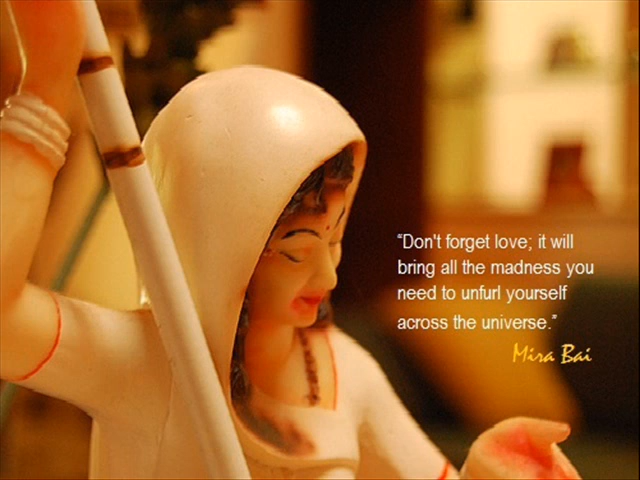 “Don't forget love; it will
bring all the madness you
need to unfurl yourself
across the universe.”
Mira Bai